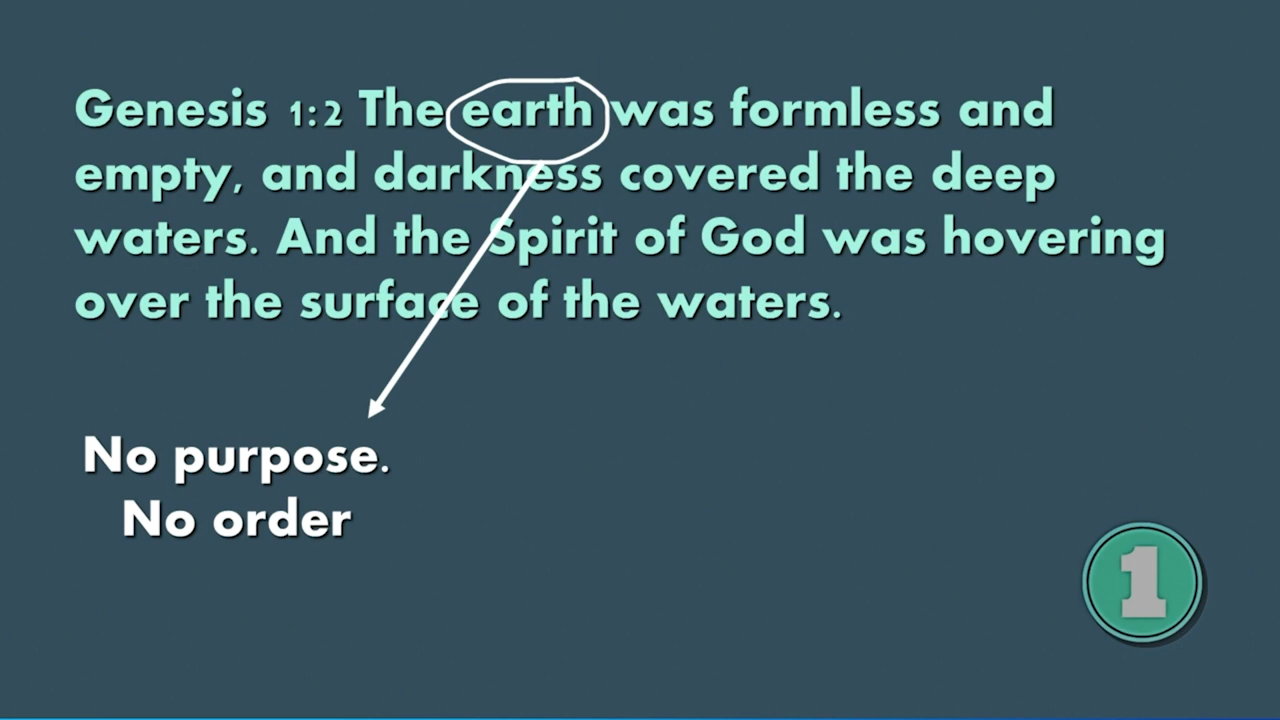 Genesis 1:2 The earth was formless and
empty, and darkness covered the deep
waters. And the Spirit of God was hovering
over the surface of the waters.
No purpose.
No order
1